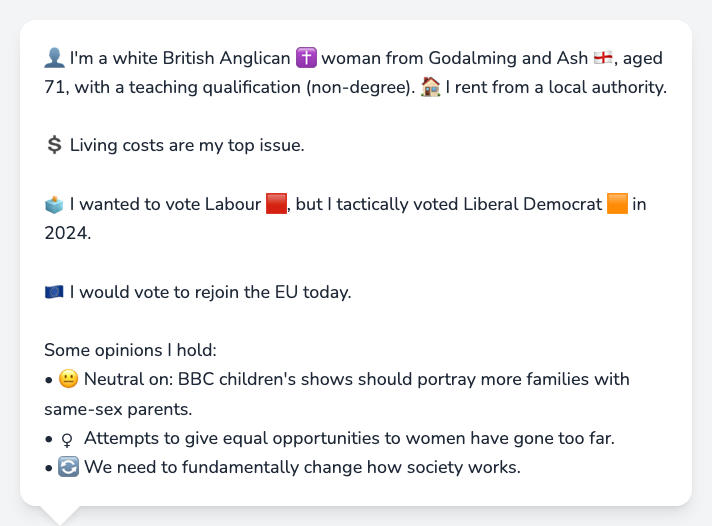 👤 I'm a white British Anglican ✝️ woman from Godalming and Ash 🏴󠁧󠁢󠁥󠁮󠁧󠁿, aged
71, with a teaching qualification (non-degree). 🏠 I rent from a local authority.
💲 Living costs are my top issue.
🗳️ I wanted to vote Labour 🟥, but I tactically voted Liberal Democrat 🟧 in
2024.
🇪🇺 I would vote to rejoin the EU today.
Some opinions I hold:
• 😐 Neutral on: BBC children's shows should portray more families with
same-sex parents.
• ♀ Attempts to give equal opportunities to women have gone too far.
• 🔄 We need to fundamentally change how society works.